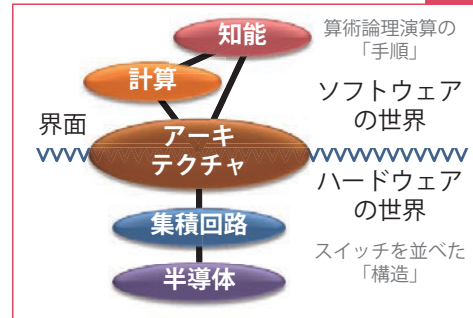 知能
算術論理演算の
「手順」
計算
ソフトウェア
の世界
界面
アーキ
テクチャ
ハードウェア
の世界
集積回路
スイッチを並べた
「構造」
半導体